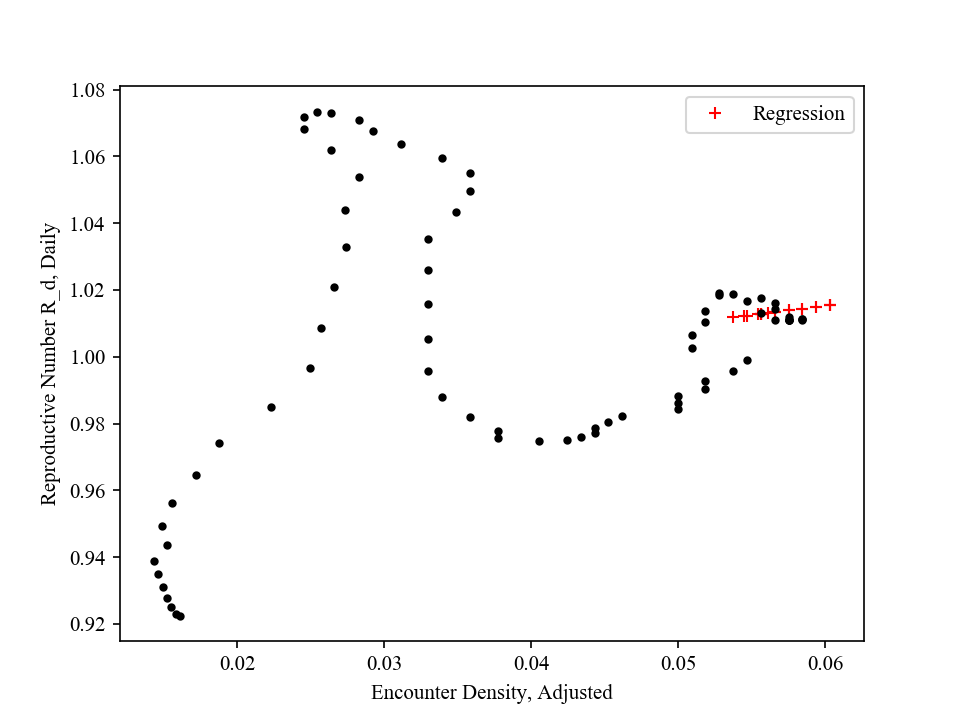 1.08
1.06
1.04
1.02
1.00
0.98
0.96
0.94
0.92
Reproductive Number R_d, Daily
Regression
0.02 0.03 0.04 0.05 0.06
Encounter Density, Adjusted